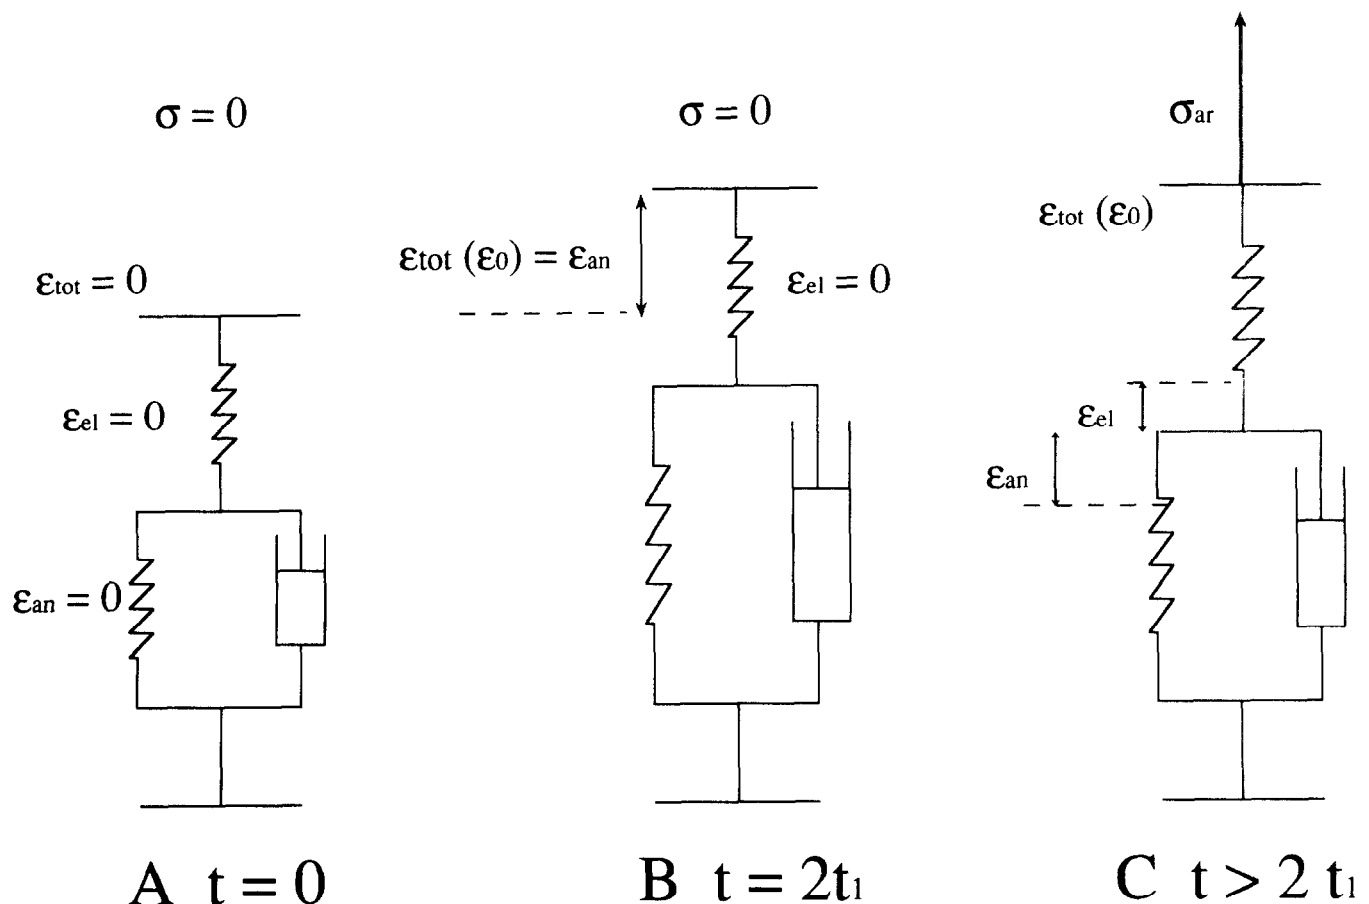 σ = 0
εtot = 0
εel = 0
εan = 0
A t = 0
σ = 0
εtot (ε0) = εan
εel = 0
B t = 2t1
σar
εtot (ε0)
εel
εan
C t > 2 t1